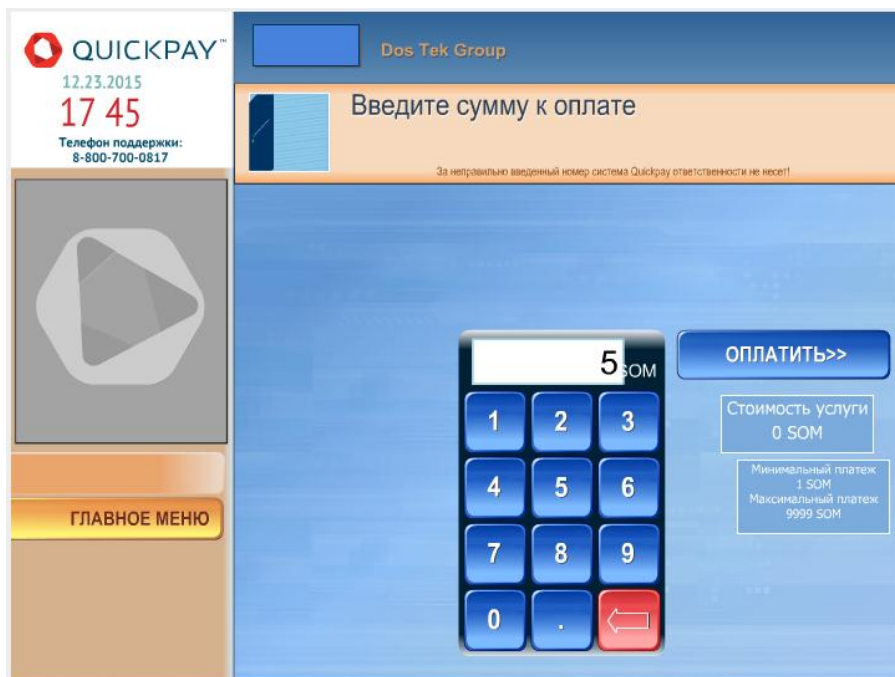 QUICKPAY™
12.23.2015
17 45
Телефон поддержки:
8-800-700-0817
Dos Tek Group
Введите сумму к оплате
За неправильно введенный номер система Quickpay ответственности не несет!
5 SOM
ОПЛАТИТЬ>>
1 2 3
4 5 6
7 8 9
0 .
Стоимость услуги
0 SOM
Минимальный платеж
1 SOM
Максимальный платеж
9999 SOM
ГЛАВНОЕ МЕНЮ